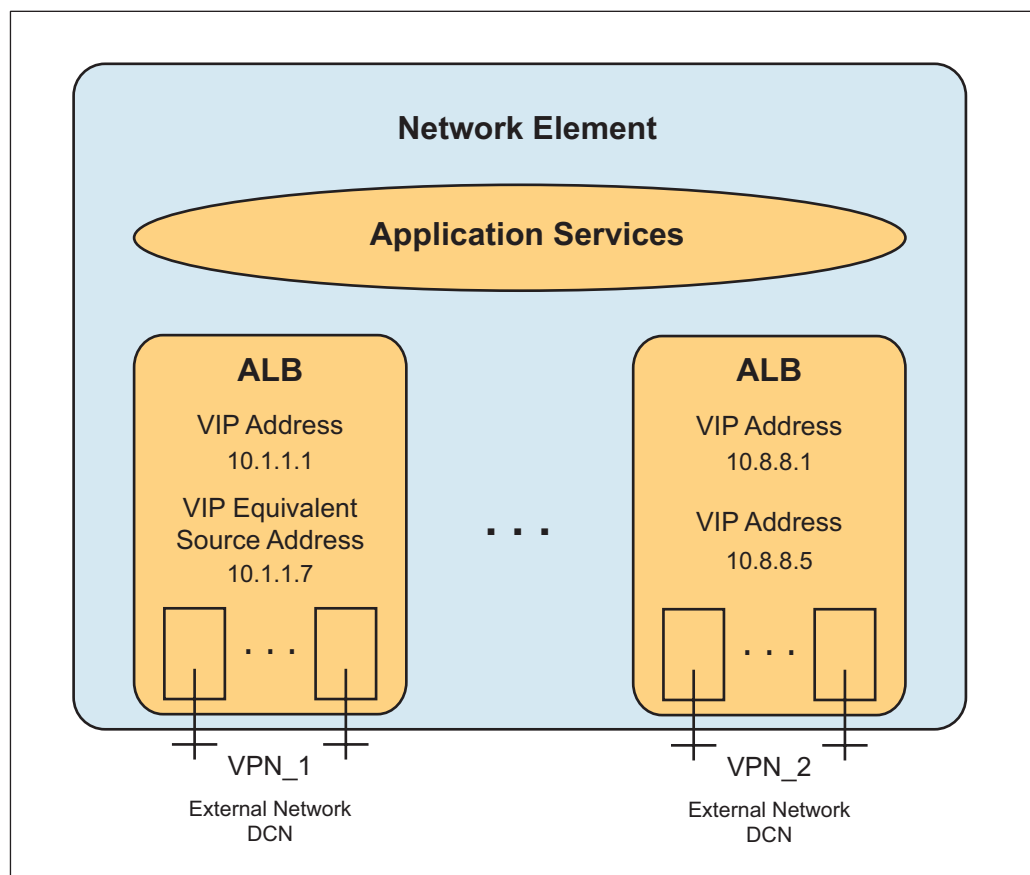 Network Element
Application Services
ALB
VIP Address
10.1.1.1
VIP Equivalent
Source Address
10.1.1.7
. . .
. . .
ALB
VIP Address
10.8.8.1
VIP Address
10.8.8.5
. . .
VPN_1
External Network
DCN
VPN_2
External Network
DCN